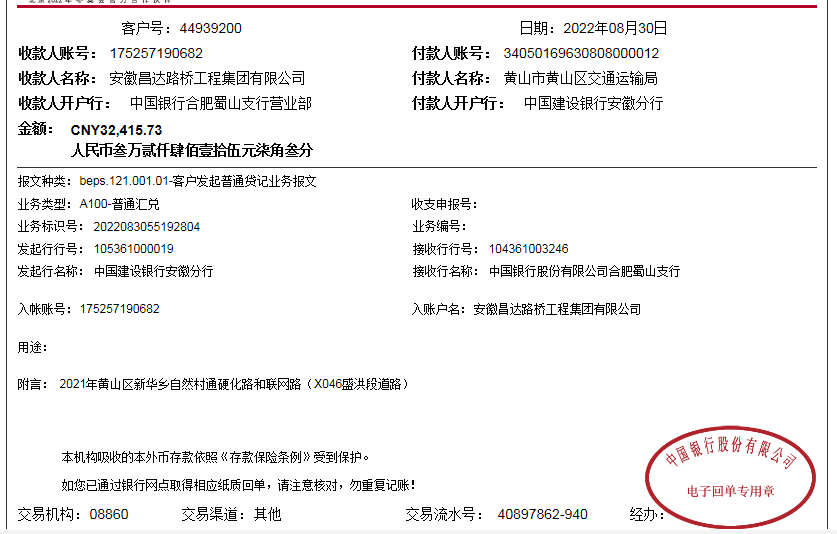 客户号：44939200 日期：2022年08月30日
收款人账号：175257190682 付款人账号：34050169630808000012
收款人名称：安徽昌达路桥工程集团有限公司 付款人名称：黄山市黄山区交通运输局
收款人开户行：中国银行合肥蜀山支行营业部 付款人开户行：中国建设银行安徽分行
金额：CNY32,415.73
人民币叁万贰仟肆佰壹拾伍元柒角叁分
报文种类：beps.121.001.01-客户发起普通贷记业务报文
业务类型：A100-普通汇兑 收支申报号：
业务标识号：2022083055192804 业务编号：
发起行行号：105361000019 接收行行号：104361003246
发起行名称：中国建设银行安徽分行 接收行名称：中国银行股份有限公司合肥蜀山支行
入帐账号：175257190682 入账户名：安徽昌达路桥工程集团有限公司
用途：
附言：2021年黄山区新华乡自然村通硬化路和联网路（X046盛洪段道路）
本机构吸收的本外币存款依照《存款保险条例》受到保护。
如您已通过银行网点取得相应纸质回单，请注意核对，勿重复记账！
中国银行股份有限公司
电子回单专用章
交易机构：08860 交易渠道：其他 交易流水号：40897862-940 经办：